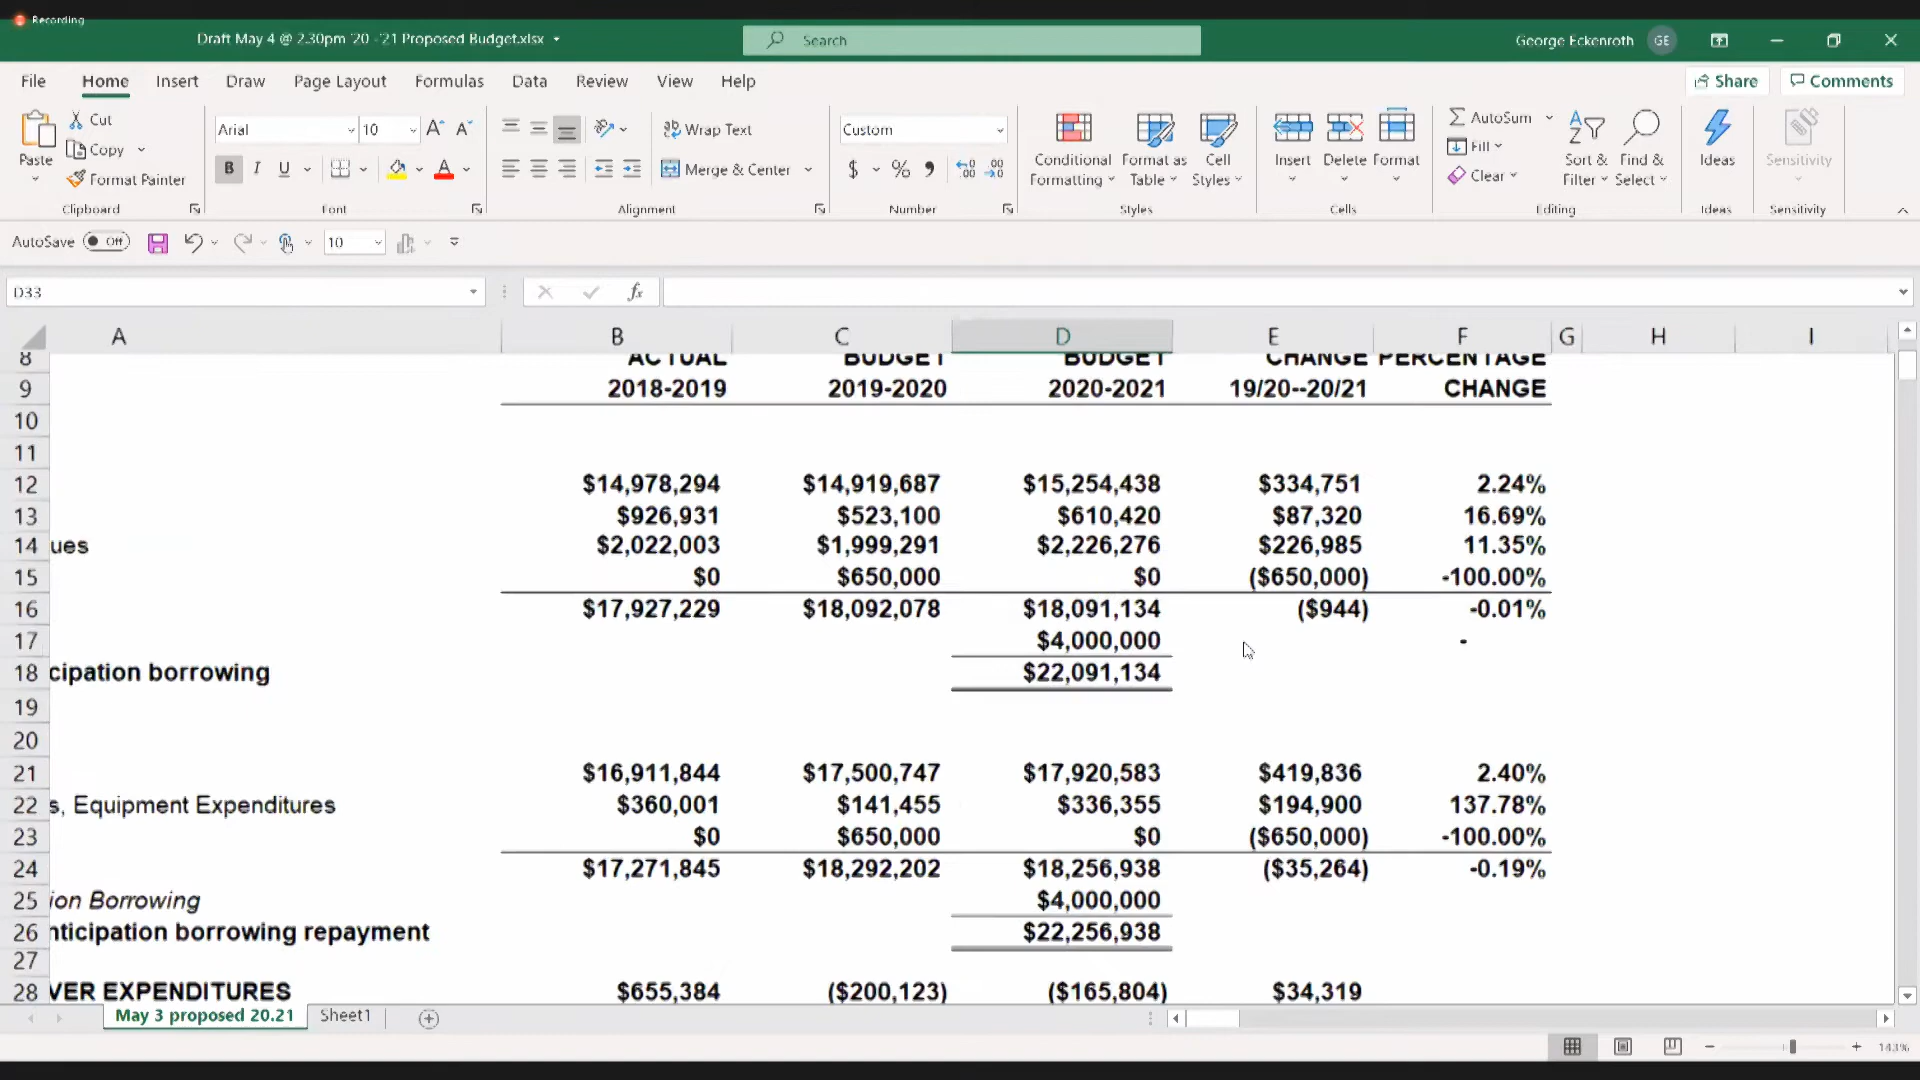 Recording
Draft May 4 @ 2.30pm '20 -'21 Proposed Budget.xlsx
Search
George Eckenroth GE
File Home Insert Draw Page Layout Formulas Data Review View Help Share Comments
Paste
Cut
Copy
Format Painter
Clipboard
Arial 10
B I U
Font
Wrap Text
Merge & Center
Alignment
Custom
$ % 9
Number
Conditional Formatting
Format as Table
Cell Styles
Styles
Insert Delete Format
Cells
AutoSum
Fill
Clear
Sort & Filter
Find & Select
Editing
Ideas
Ideas
Sensitivity
Sensitivity
AutoSave Off 10
D33 fx
A B C D E F G H I
8 ACTUAL BUDGET BUDGET CHANGE PERCENTAGE
9 2018-2019 2019-2020 2020-2021 19/20--20/21 CHANGE
10
11
12 $14,978,294 $14,919,687 $15,254,438 $334,751 2.24%
13 $926,931 $523,100 $610,420 $87,320 16.69%
14 ues $2,022,003 $1,999,291 $2,226,276 $226,985 11.35%
15 $0 $650,000 $0 ($650,000) -100.00%
16 $17,927,229 $18,092,078 $18,091,134 ($944) -0.01%
17 $4,000,000 -
18 cipation borrowing $22,091,134
19
20
21 $16,911,844 $17,500,747 $17,920,583 $419,836 2.40%
22 s, Equipment Expenditures $360,001 $141,455 $336,355 $194,900 137.78%
23 $0 $650,000 $0 ($650,000) -100.00%
24 $17,271,845 $18,292,202 $18,256,938 ($35,264) -0.19%
25 ion Borrowing $4,000,000
26 nticipation borrowing repayment $22,256,938
27
28 VER EXPENDITURES $655,384 ($200,123) ($165,804) $34,319
May 3 proposed 20.21 Sheet1
143%